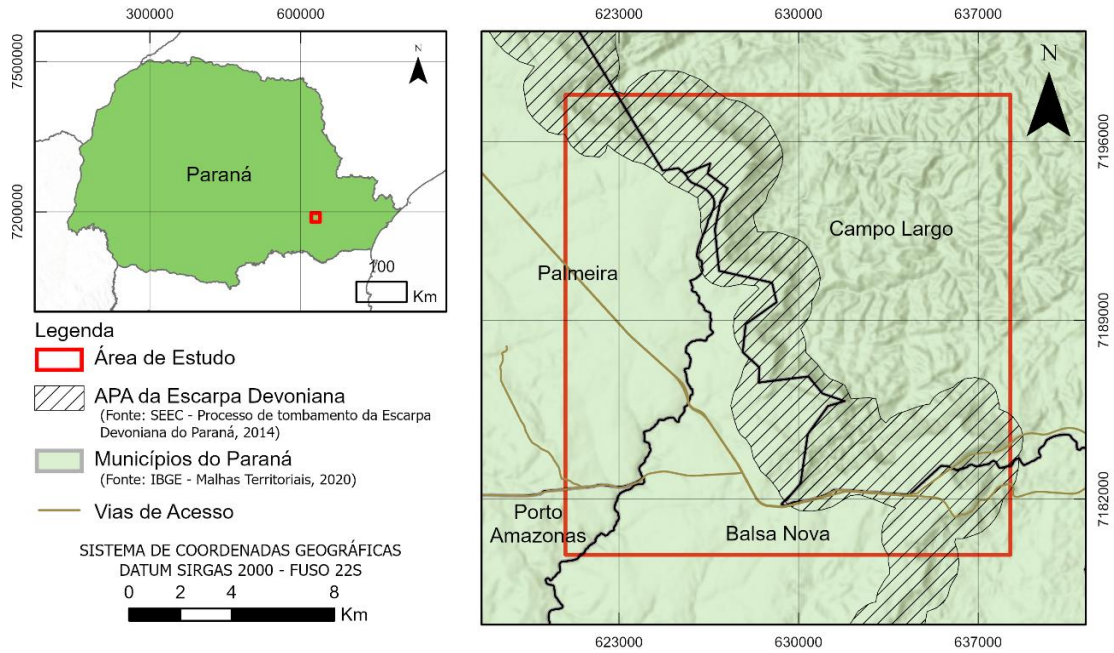 300000
600000
7500000
7200000
N
Paraná
100
Km
Legenda
Área de Estudo
APA da Escarpa Devoniana
(Fonte: SEEC - Processo de tombamento da Escarpa
Devoniana do Paraná, 2014)
Municípios do Paraná
(Fonte: IBGE - Malhas Territoriais, 2020)
Vias de Acesso
SISTEMA DE COORDENADAS GEOGRÁFICAS
DATUM SIRGAS 2000 - FUSO 22S
0 2 4 8
Km
623000
630000
637000
N
7196000
7189000
7182000
Campo Largo
Palmeira
Porto
Amazonas
Balsa Nova
623000
630000
637000